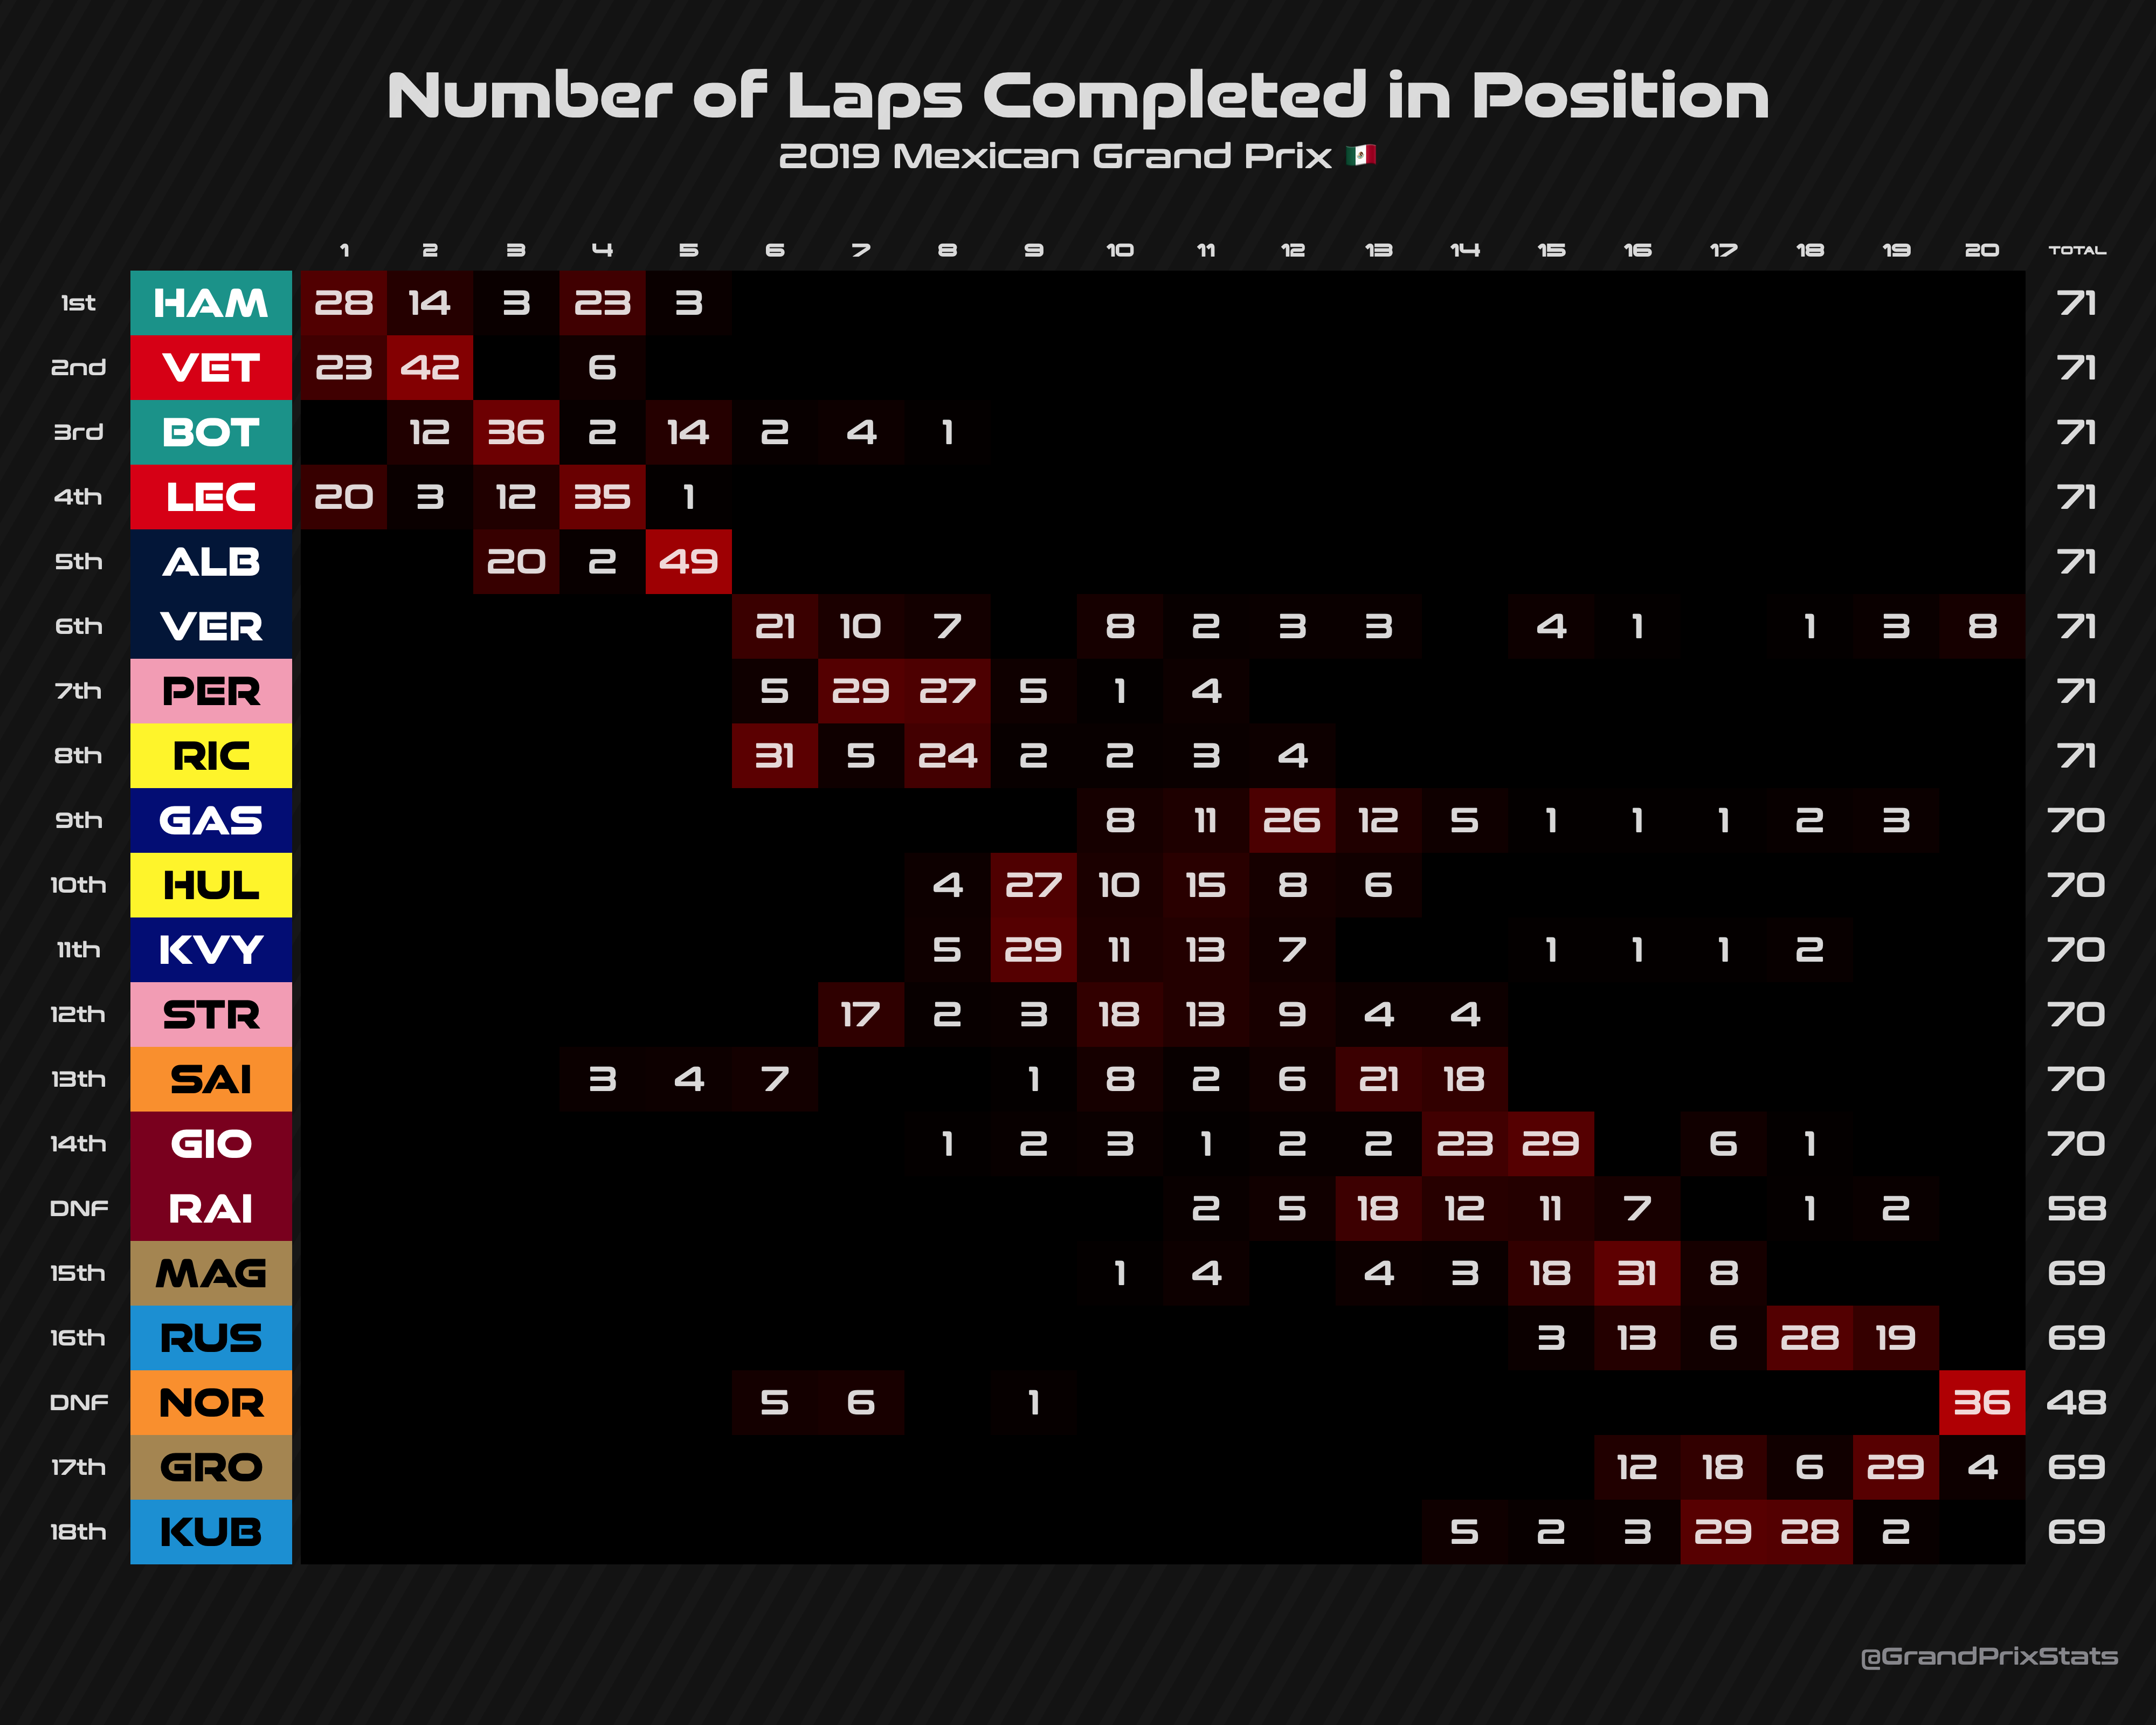 Number of Laps Completed in Position
2019 Mexican Grand Prix 🇲🇽
1 2 3 4 5 6 7 8 9 10 11 12 13 14 15 16 17 18 19 20 TOTAL
1st HAM 28 14 3 23 3 71
2nd VET 23 42 6 71
3rd BOT 12 36 2 14 2 4 1 71
4th LEC 20 3 12 35 1 71
5th ALB 20 2 49 71
6th VER 21 10 7 8 2 3 3 4 1 1 3 8 71
7th PER 5 29 27 5 1 4 71
8th RIC 31 5 24 2 2 3 4 71
9th GAS 8 11 26 12 5 1 1 1 2 3 70
10th HUL 4 27 10 15 8 6 70
11th KVY 5 29 11 13 7 1 1 1 2 70
12th STR 17 2 3 18 13 9 4 4 70
13th SAI 3 4 7 1 8 2 6 21 18 70
14th GIO 1 2 3 1 2 2 23 29 6 1 70
DNF RAI 2 5 18 12 11 7 1 2 58
15th MAG 1 4 4 3 18 31 8 69
16th RUS 3 13 6 28 19 69
DNF NOR 5 6 1 36 48
17th GRO 12 18 6 29 4 69
18th KUB 5 2 3 29 28 2 69
@GrandPrixStats